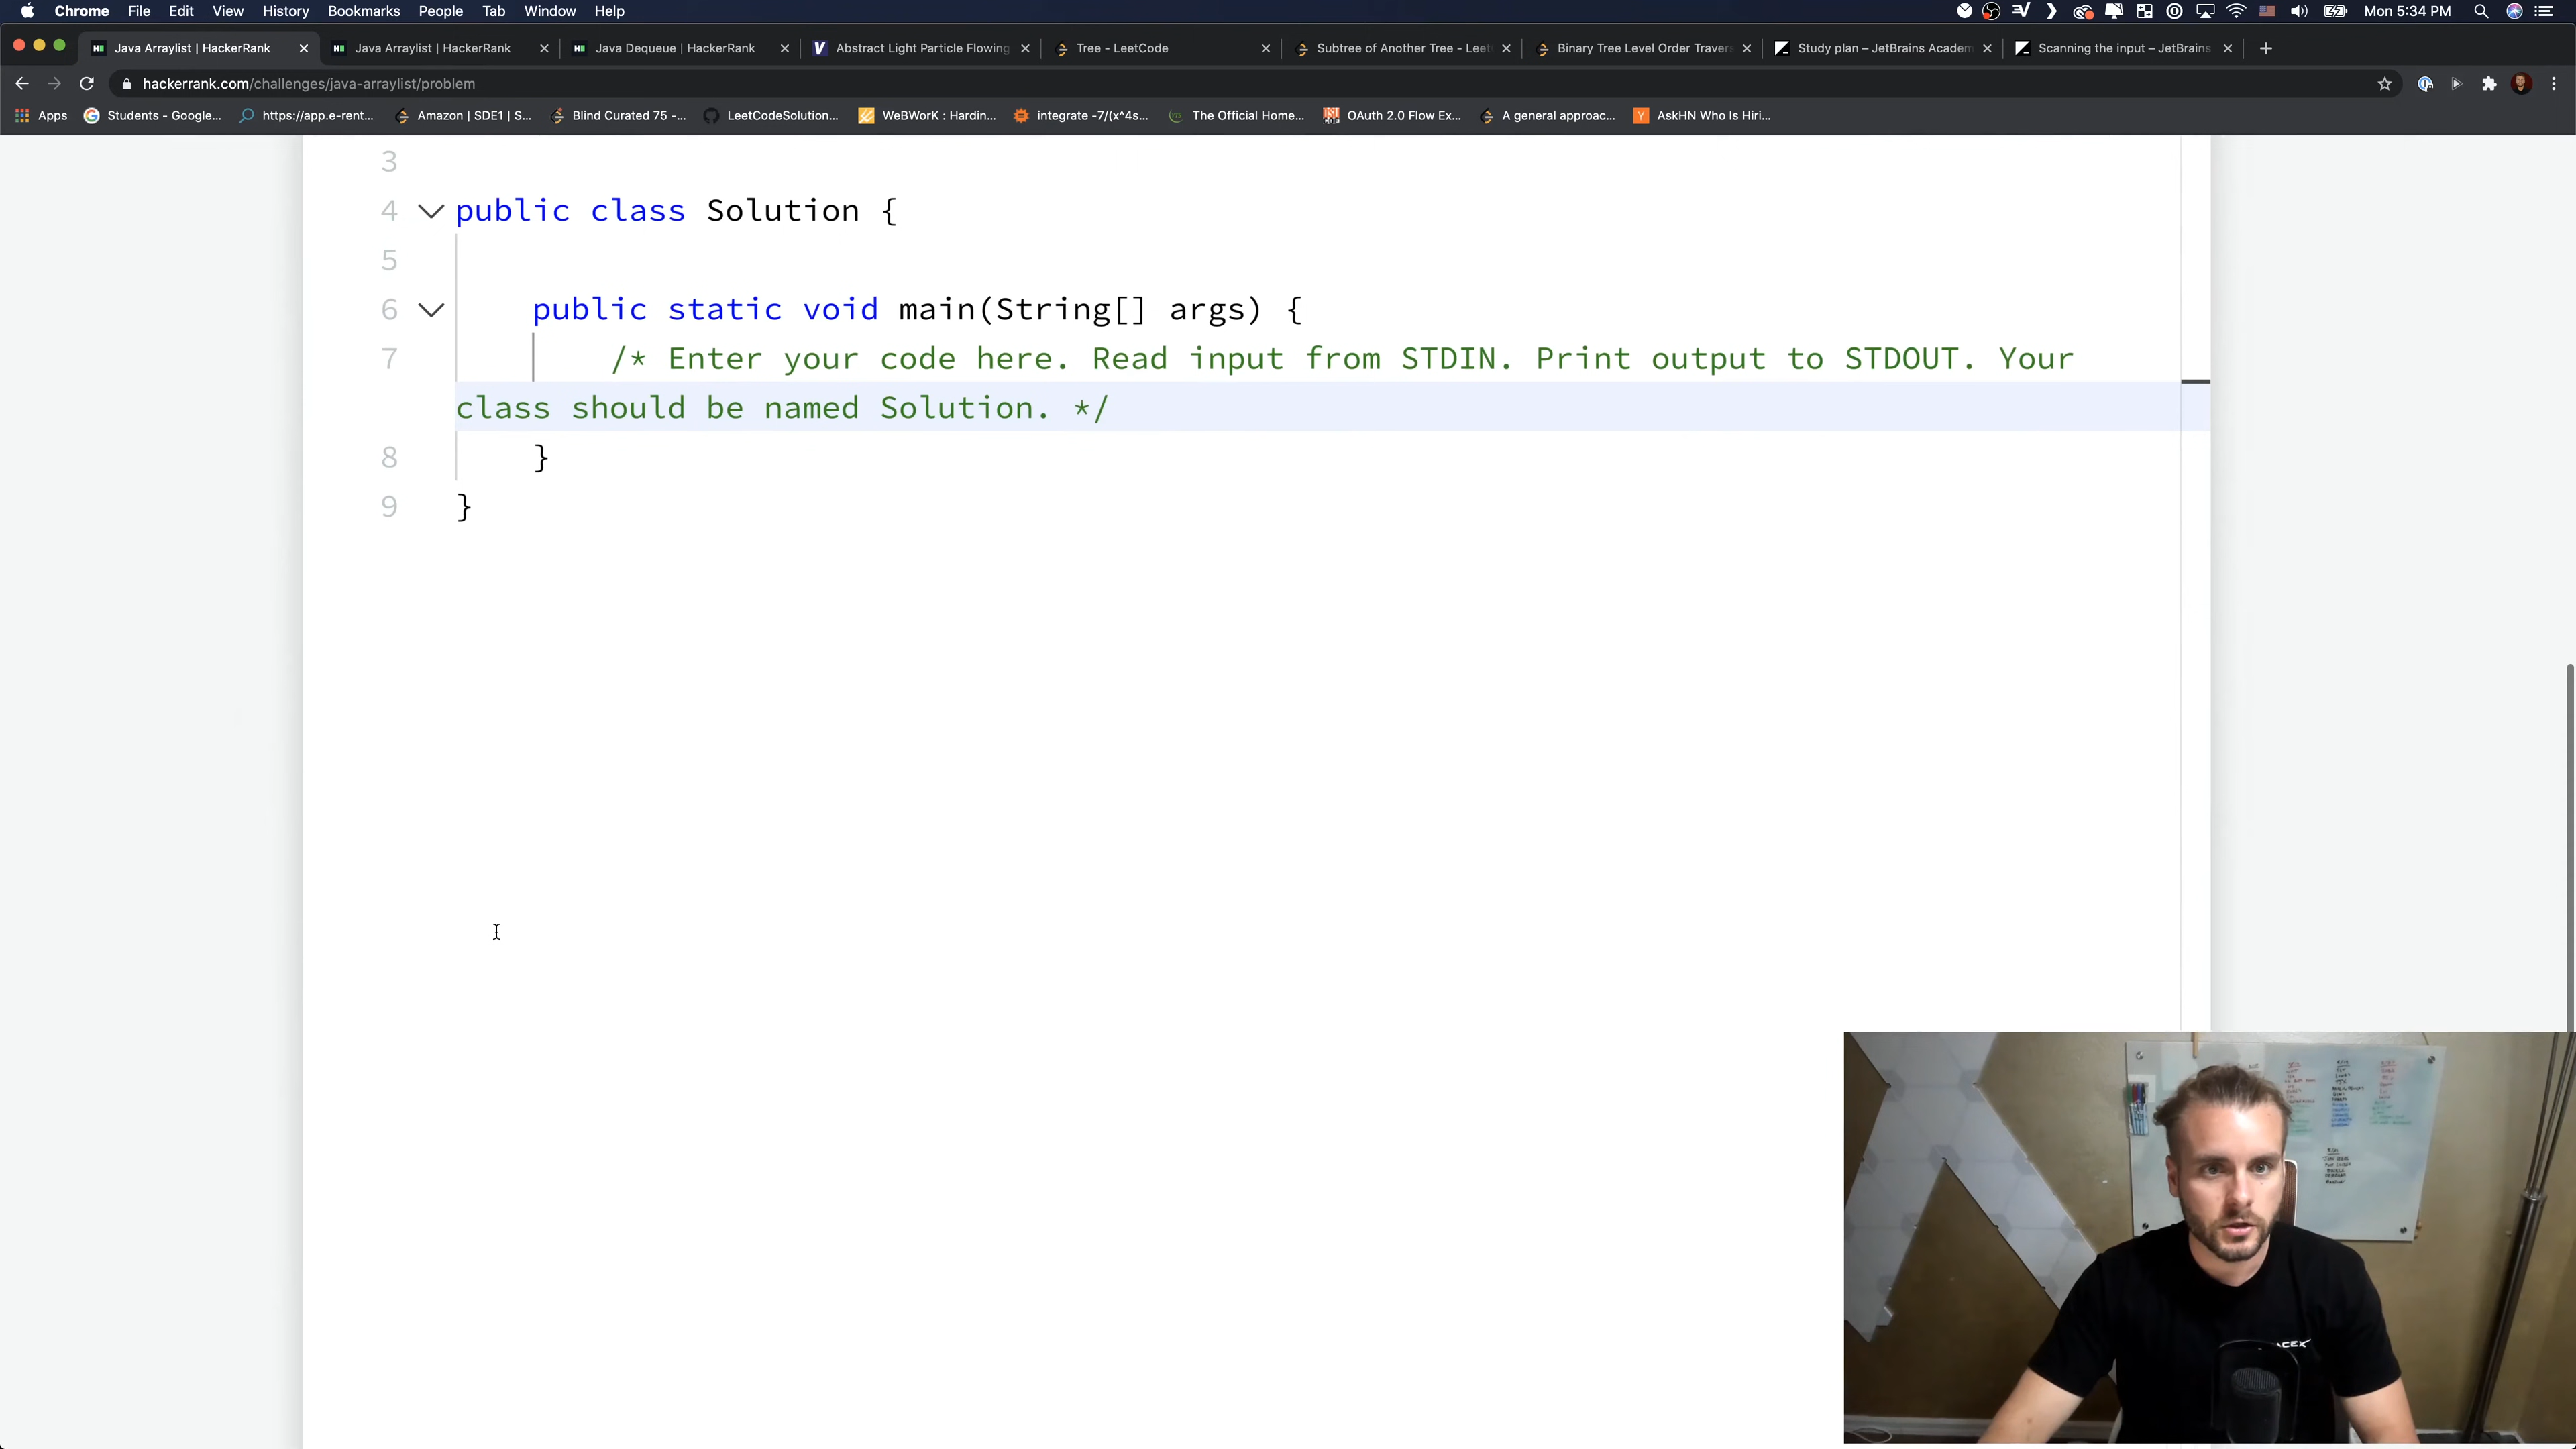 Chrome File Edit View History Bookmarks People Tab Window Help Mon 5:34 PM
Java Arraylist | HackerRank Java Arraylist | HackerRank Java Dequeue | HackerRank Abstract Light Particle Flowing Tree - LeetCode Subtree of Another Tree - Leet Binary Tree Level Order Traver Study plan – JetBrains Academ Scanning the input – JetBrains
hackerrank.com/challenges/java-arraylist/problem
Apps Students - Google... https://app.e-rent... Amazon | SDE1 | S... Blind Curated 75 -... LeetCodeSolution... WeBWorK : Hardin... integrate -7/(x^4s... The Official Home... OAuth 2.0 Flow Ex... A general approac... AskHN Who Is Hiri...
3
4 public class Solution {
5
6 public static void main(String[] args) {
7 /* Enter your code here. Read input from STDIN. Print output to STDOUT. Your
class should be named Solution. */
8 }
9 }